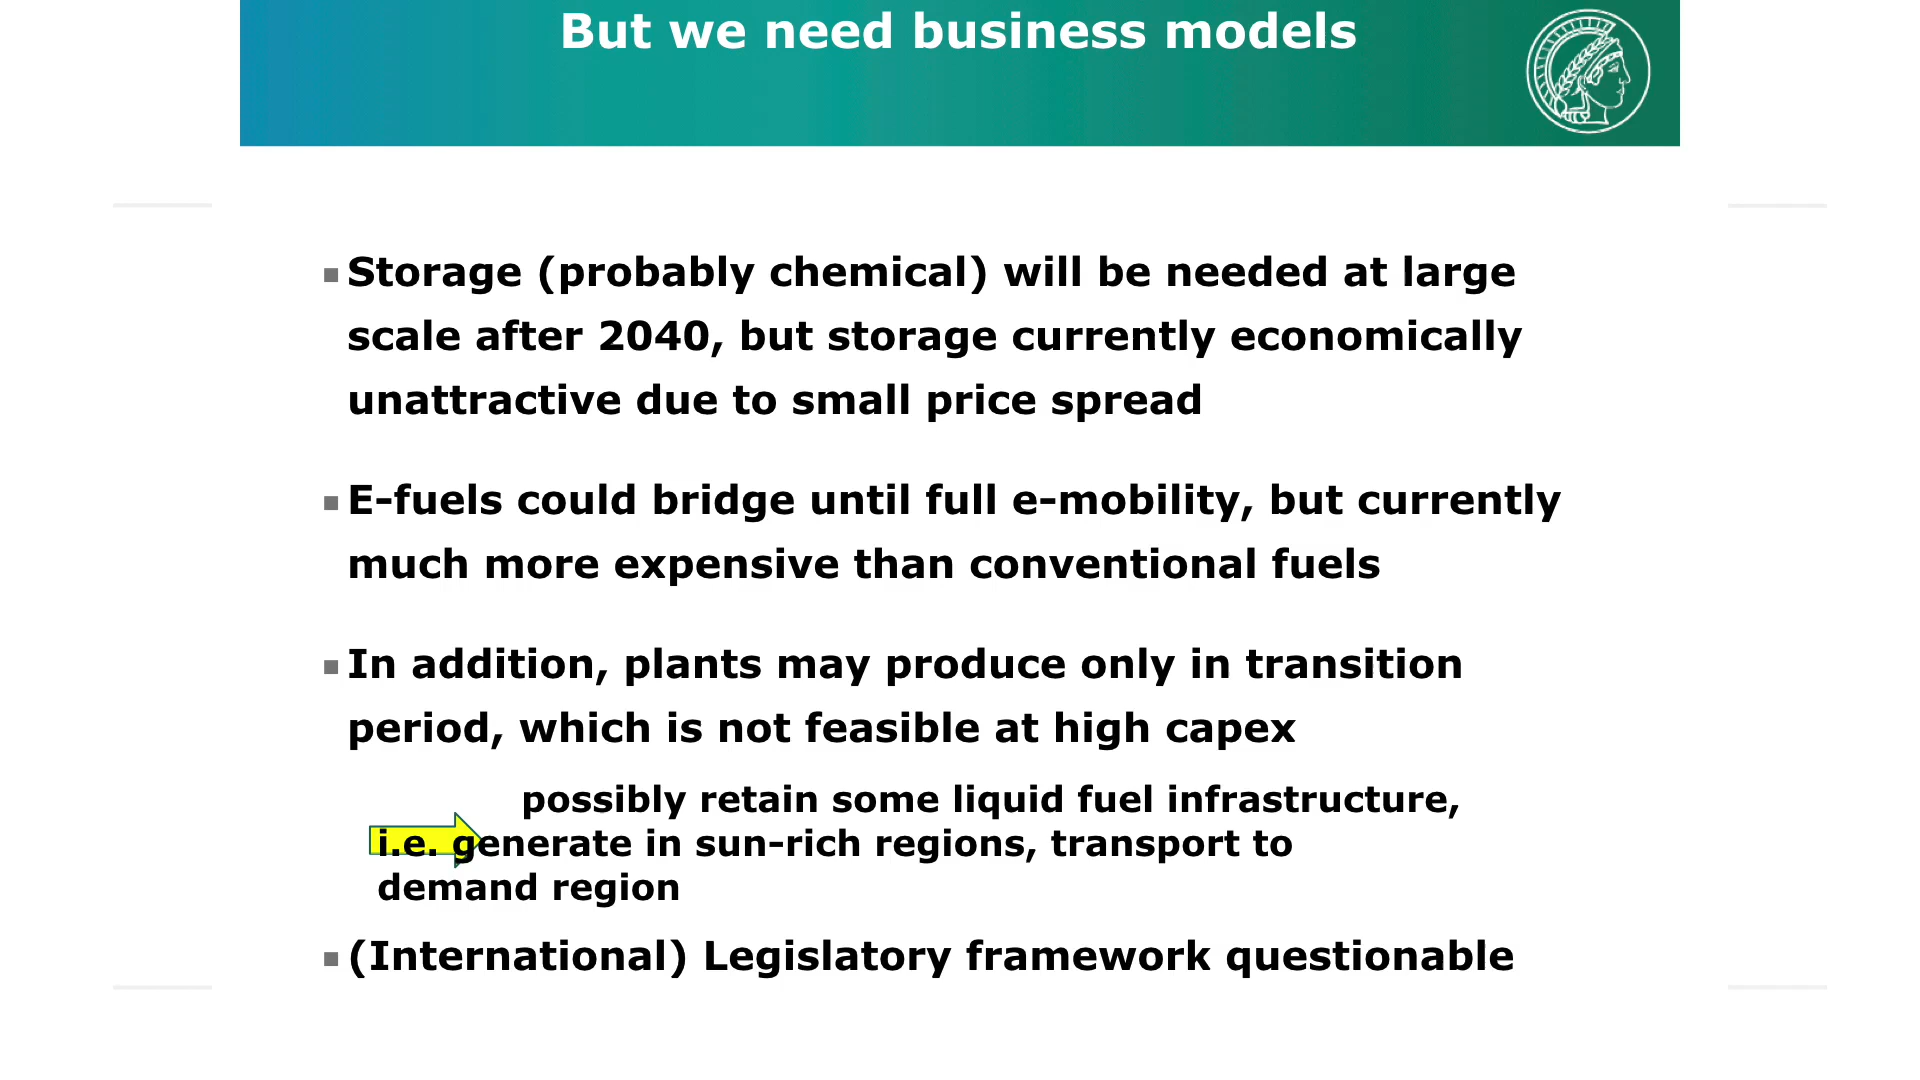 But we need business models
Storage (probably chemical) will be needed at large
scale after 2040, but storage currently economically
unattractive due to small price spread
E-fuels could bridge until full e-mobility, but currently
much more expensive than conventional fuels
In addition, plants may produce only in transition
period, which is not feasible at high capex
possibly retain some liquid fuel infrastructure,
i.e. generate in sun-rich regions, transport to
demand region
(International) Legislatory framework questionable